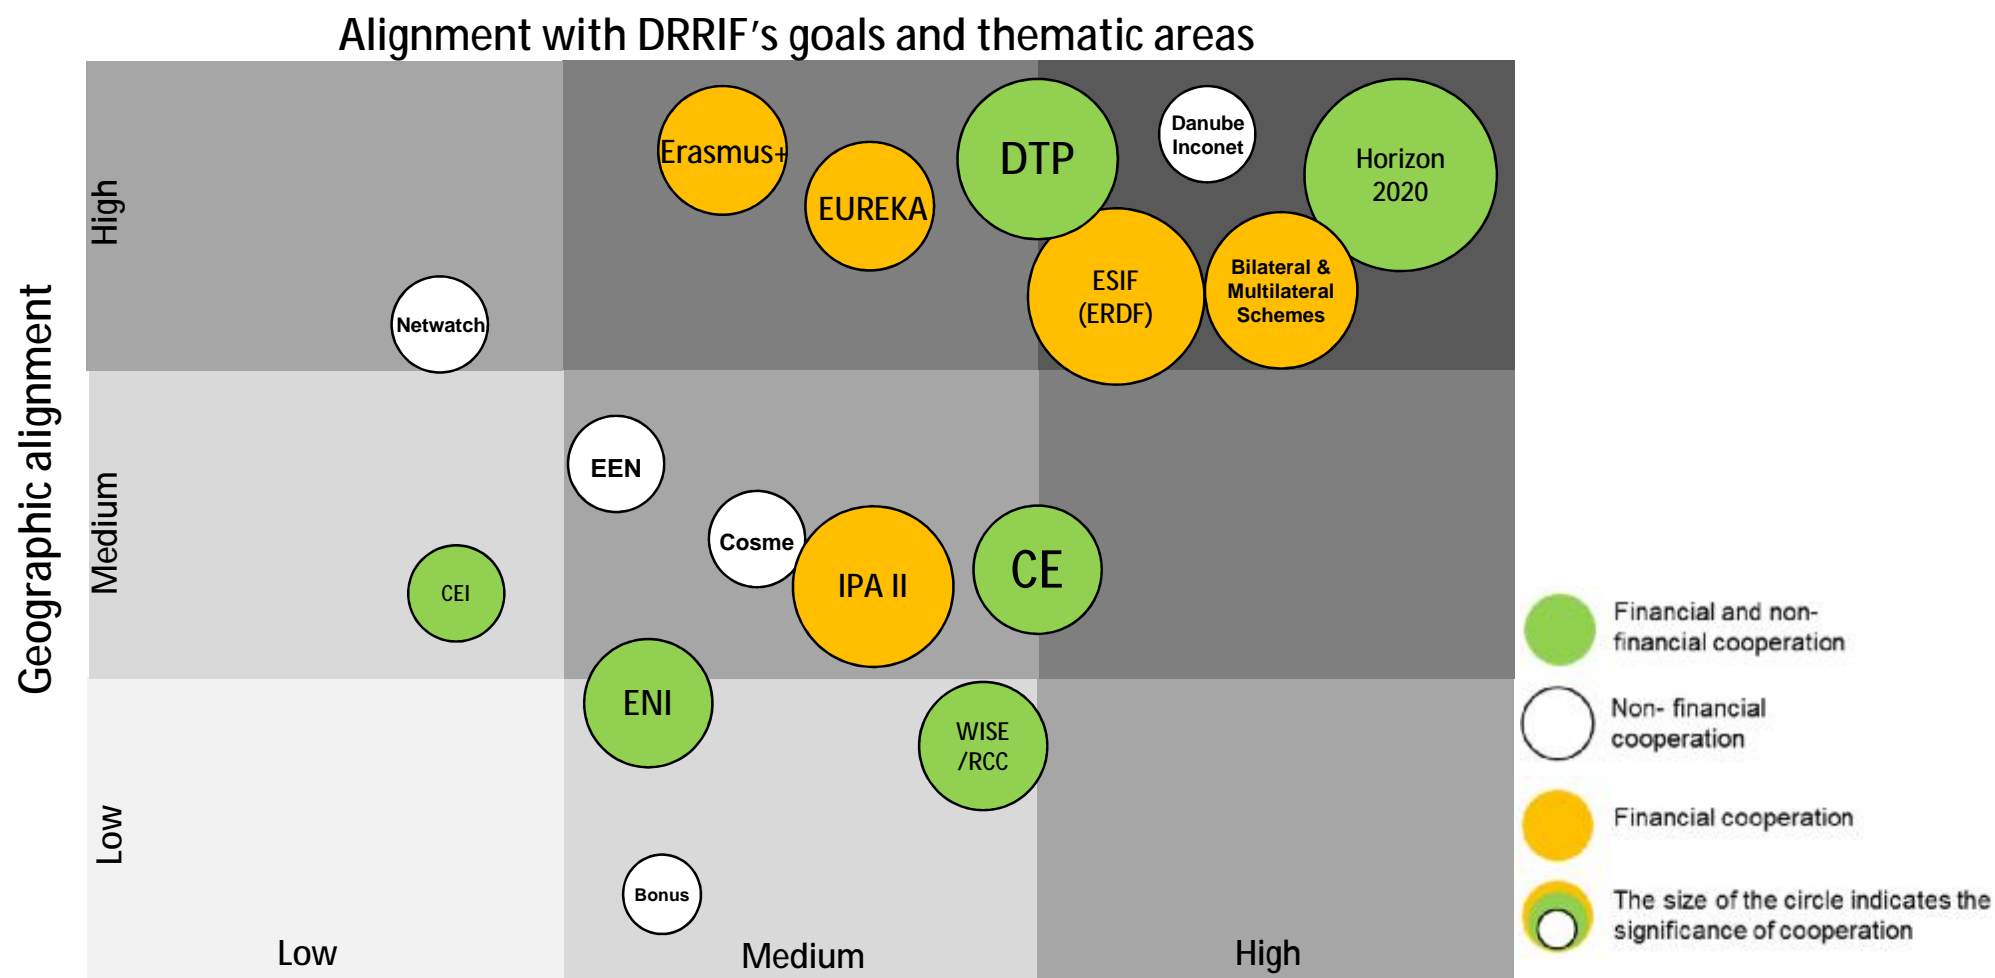 Alignment with DRRIF's goals and thematic areas
Geographic alignment
High
Medium
Low
Erasmus+
EUREKA
DTP
Danube
Inconet
Horizon
2020
Netwatch
ESIF
(ERDF)
Bilateral &
Multilateral
Schemes
EEN
Cosme
IPA II
CE
CEI
ENI
WISE
/RCC
Bonus
Low
Medium
High
Financial and non-
financial cooperation
Non- financial
cooperation
Financial cooperation
The size of the circle indicates the
significance of cooperation